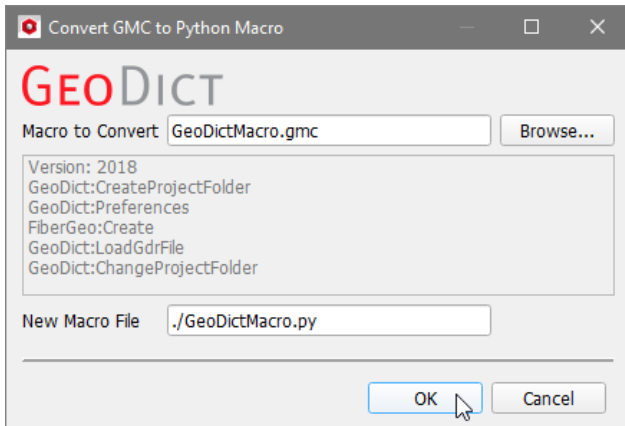 Convert GMC to Python Macro
GEODICT
Macro to Convert GeoDictMacro.gmc Browse...
Version: 2018
GeoDict:CreateProjectFolder
GeoDict:Preferences
FiberGeo:Create
GeoDict:LoadGdrFile
GeoDict:ChangeProjectFolder
New Macro File ./GeoDictMacro.py
OK Cancel